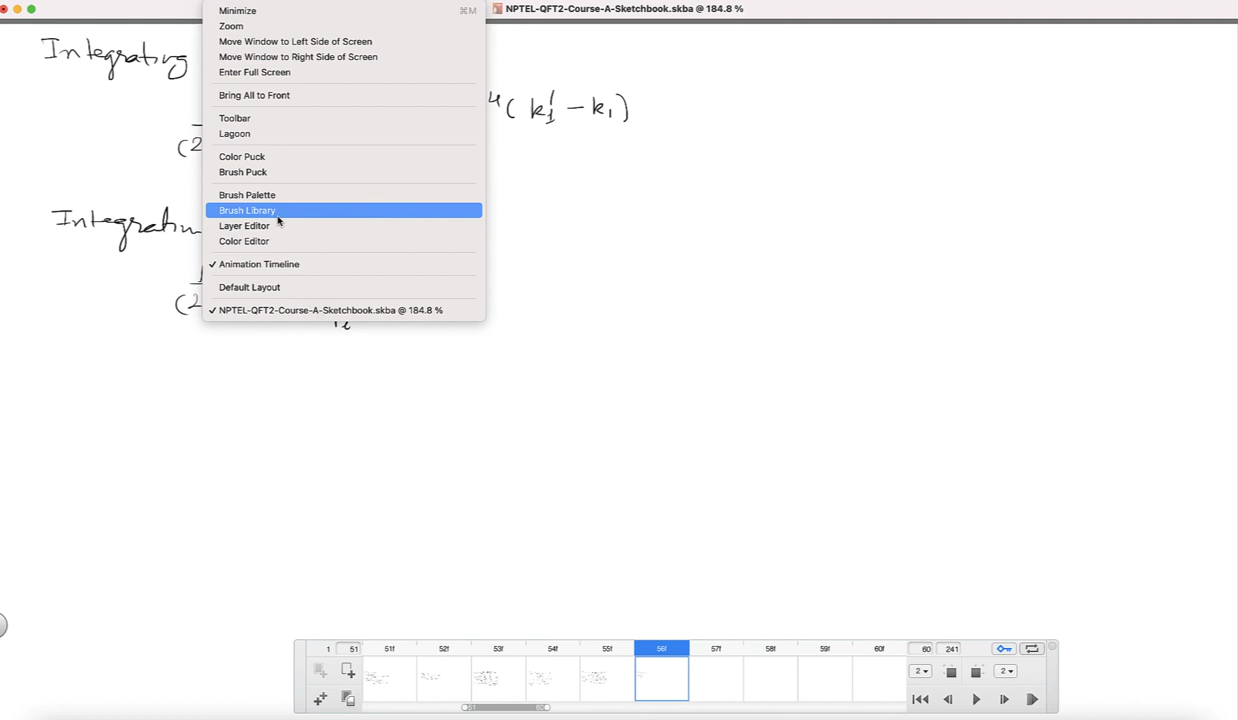 NPTEL-QFT2-Course-A-Sketchbook.skba @ 184.8 %
Minimize ⌘M
Zoom
Move Window to Left Side of Screen
Move Window to Right Side of Screen
Enter Full Screen
Bring All to Front
Toolbar
Lagoon
Color Puck
Brush Puck
Brush Palette
Brush Library
Layer Editor
Color Editor
✓ Animation Timeline
Default Layout
✓ NPTEL-QFT2-Course-A-Sketchbook.skba @ 184.8 %
Integrating
4( k₁′ − k₁)
(2
Integration
(2
1 51 51f 52f 53f 54f 55f 56f 57f 58f 59f 60f 60 241
2 2